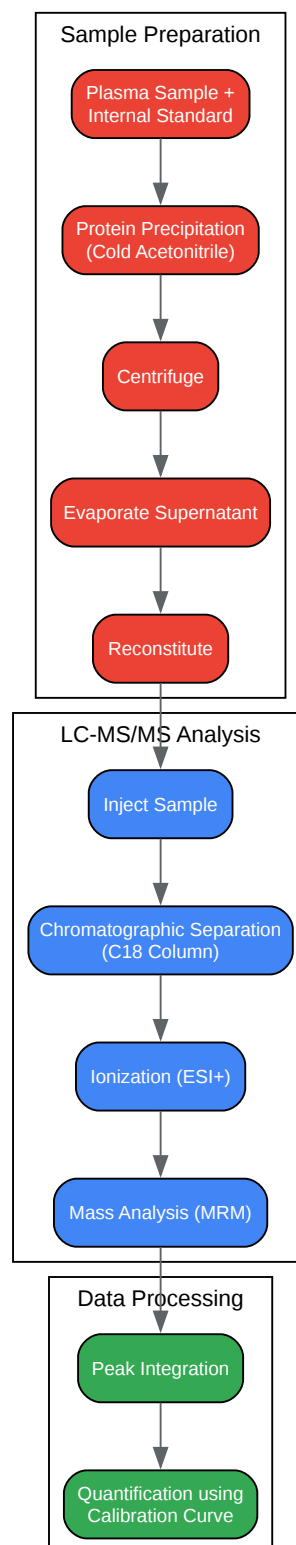 Sample Preparation
Plasma Sample +
Internal Standard
Protein Precipitation
(Cold Acetonitrile)
Centrifuge
Evaporate Supernatant
Reconstitute
LC-MS/MS Analysis
Inject Sample
Chromatographic Separation
(C18 Column)
Ionization (ESI+)
Mass Analysis (MRM)
Data Processing
Peak Integration
Quantification using
Calibration Curve